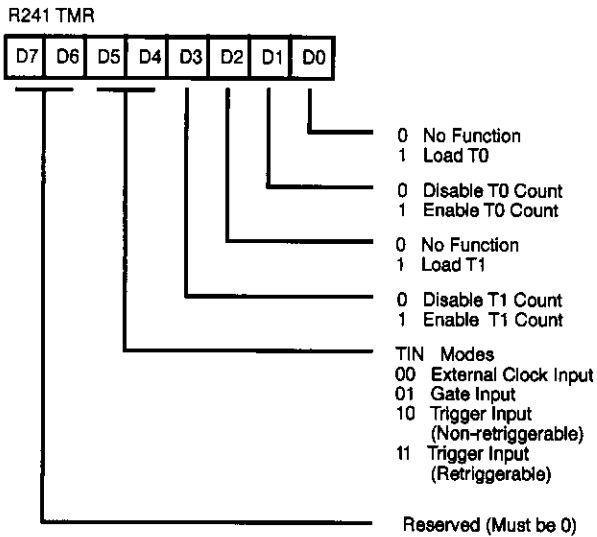 R241 TMR
D7 D6 D5 D4 D3 D2 D1 D0
0 No Function
1 Load T0
0 Disable T0 Count
1 Enable T0 Count
0 No Function
1 Load T1
0 Disable T1 Count
1 Enable T1 Count
TIN Modes
00 External Clock Input
01 Gate Input
10 Trigger Input
(Non-retriggerable)
11 Trigger Input
(Retriggerable)
Reserved (Must be 0)